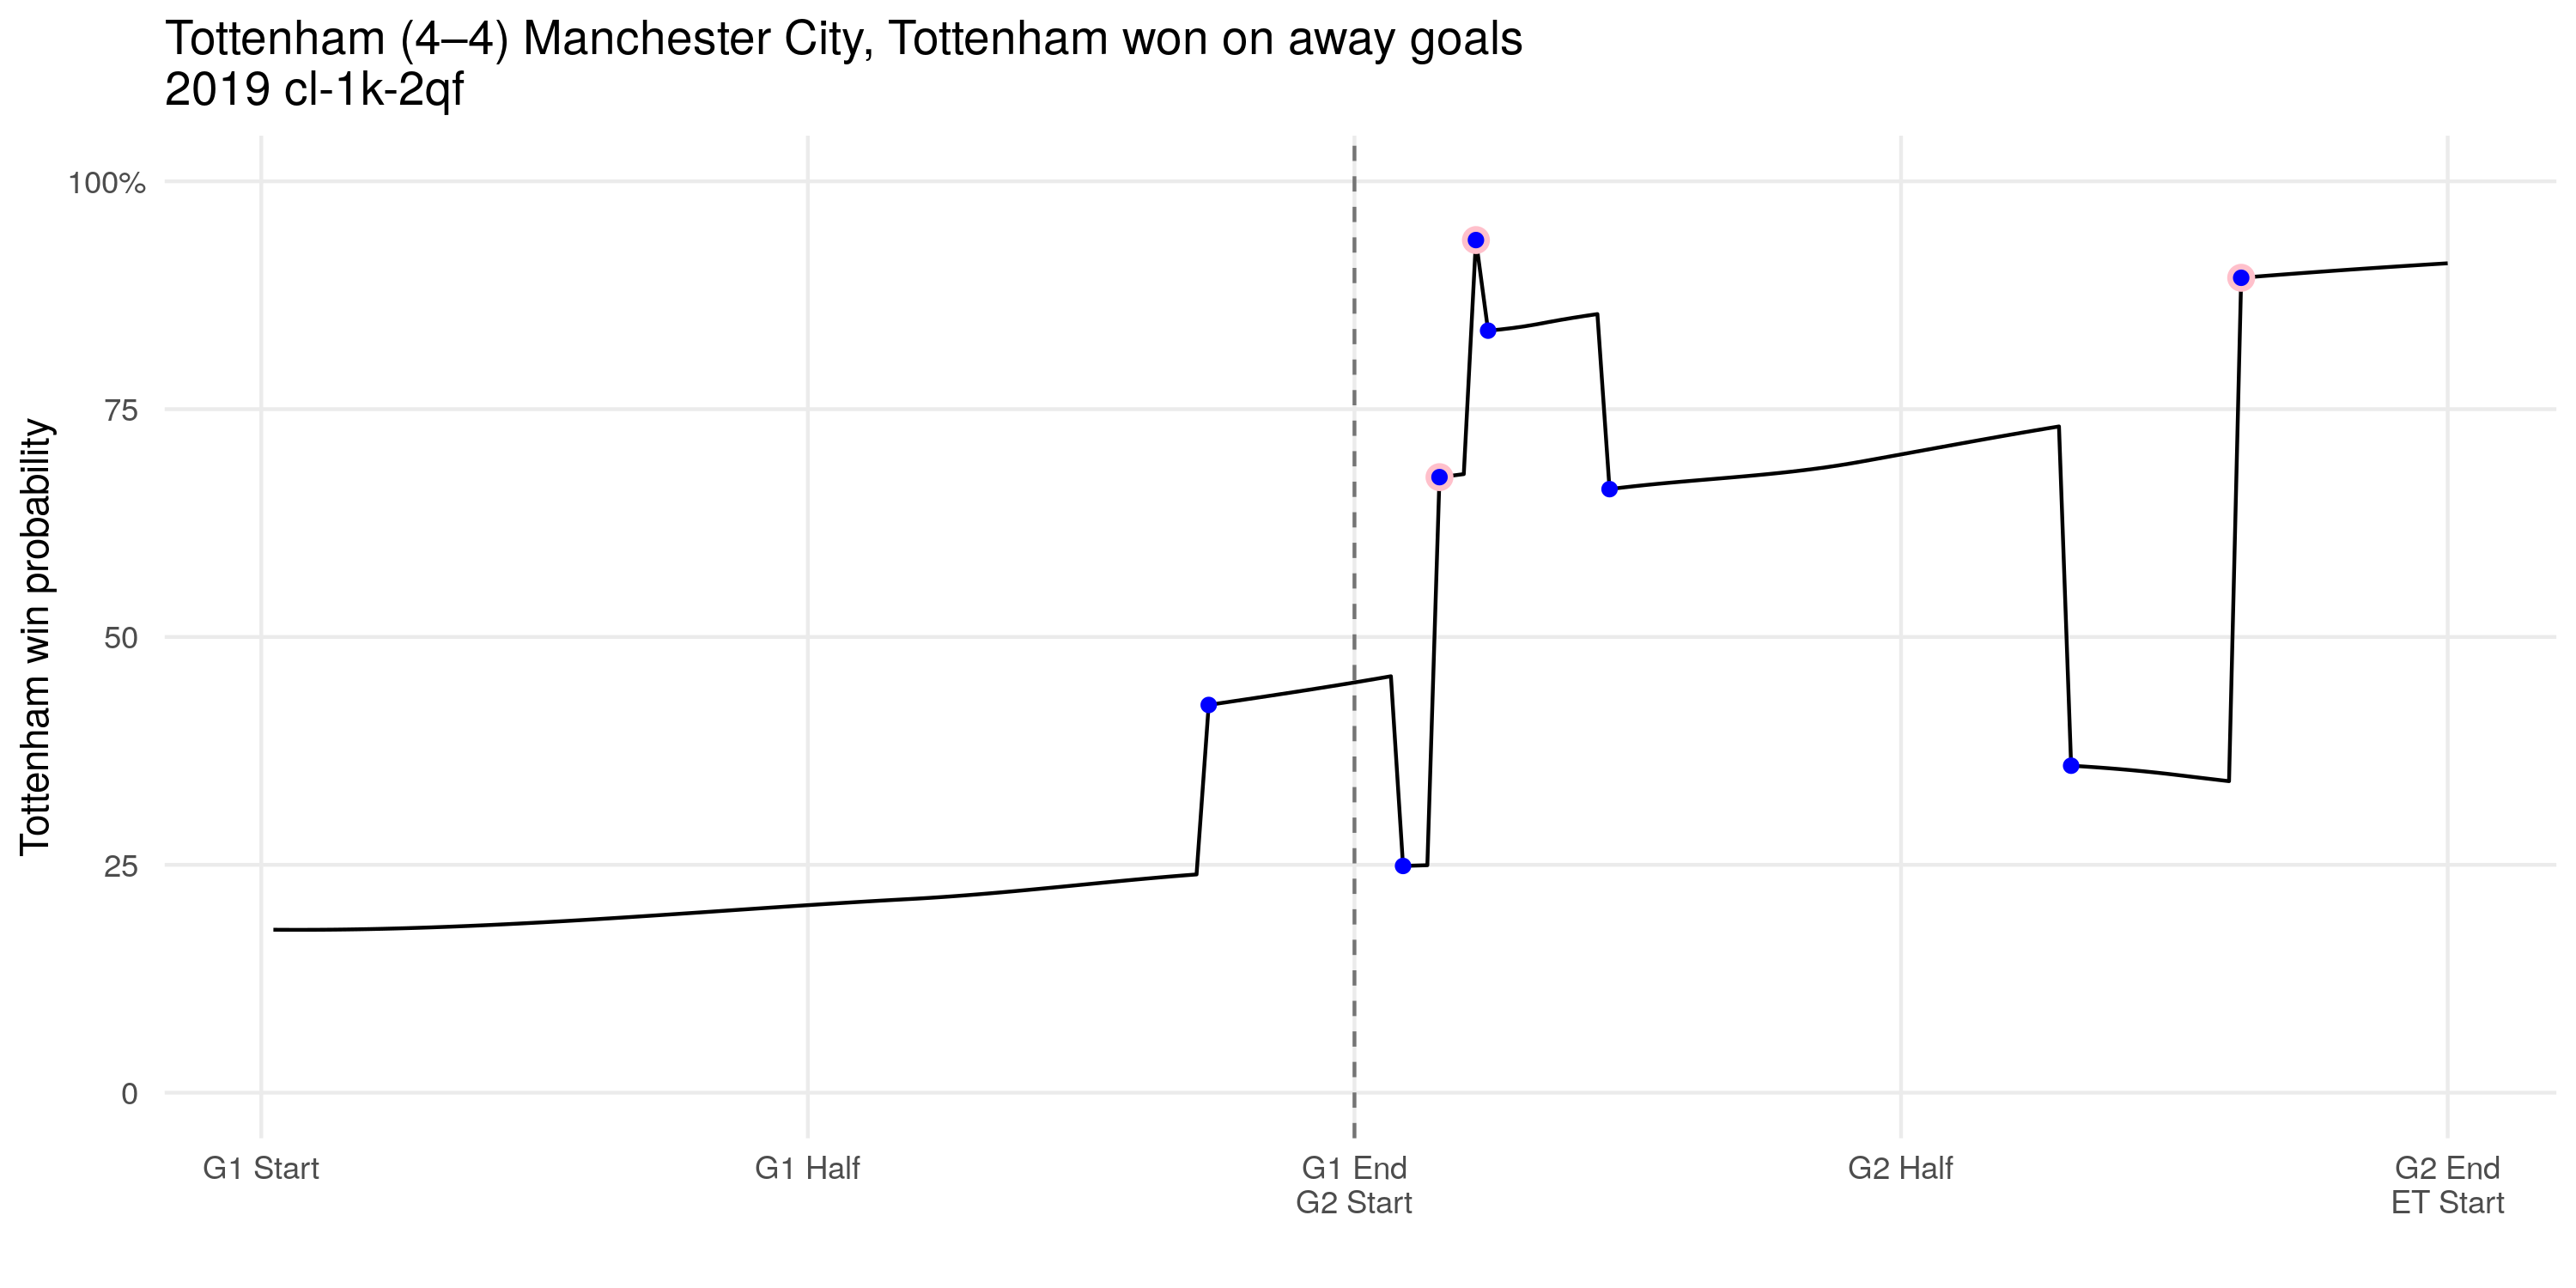 Tottenham (4–4) Manchester City, Tottenham won on away goals
2019 cl-1k-2qf
Tottenham win probability
100%
75
50
25
0
G1 Start
G1 Half
G1 End
G2 Start
G2 Half
G2 End
ET Start